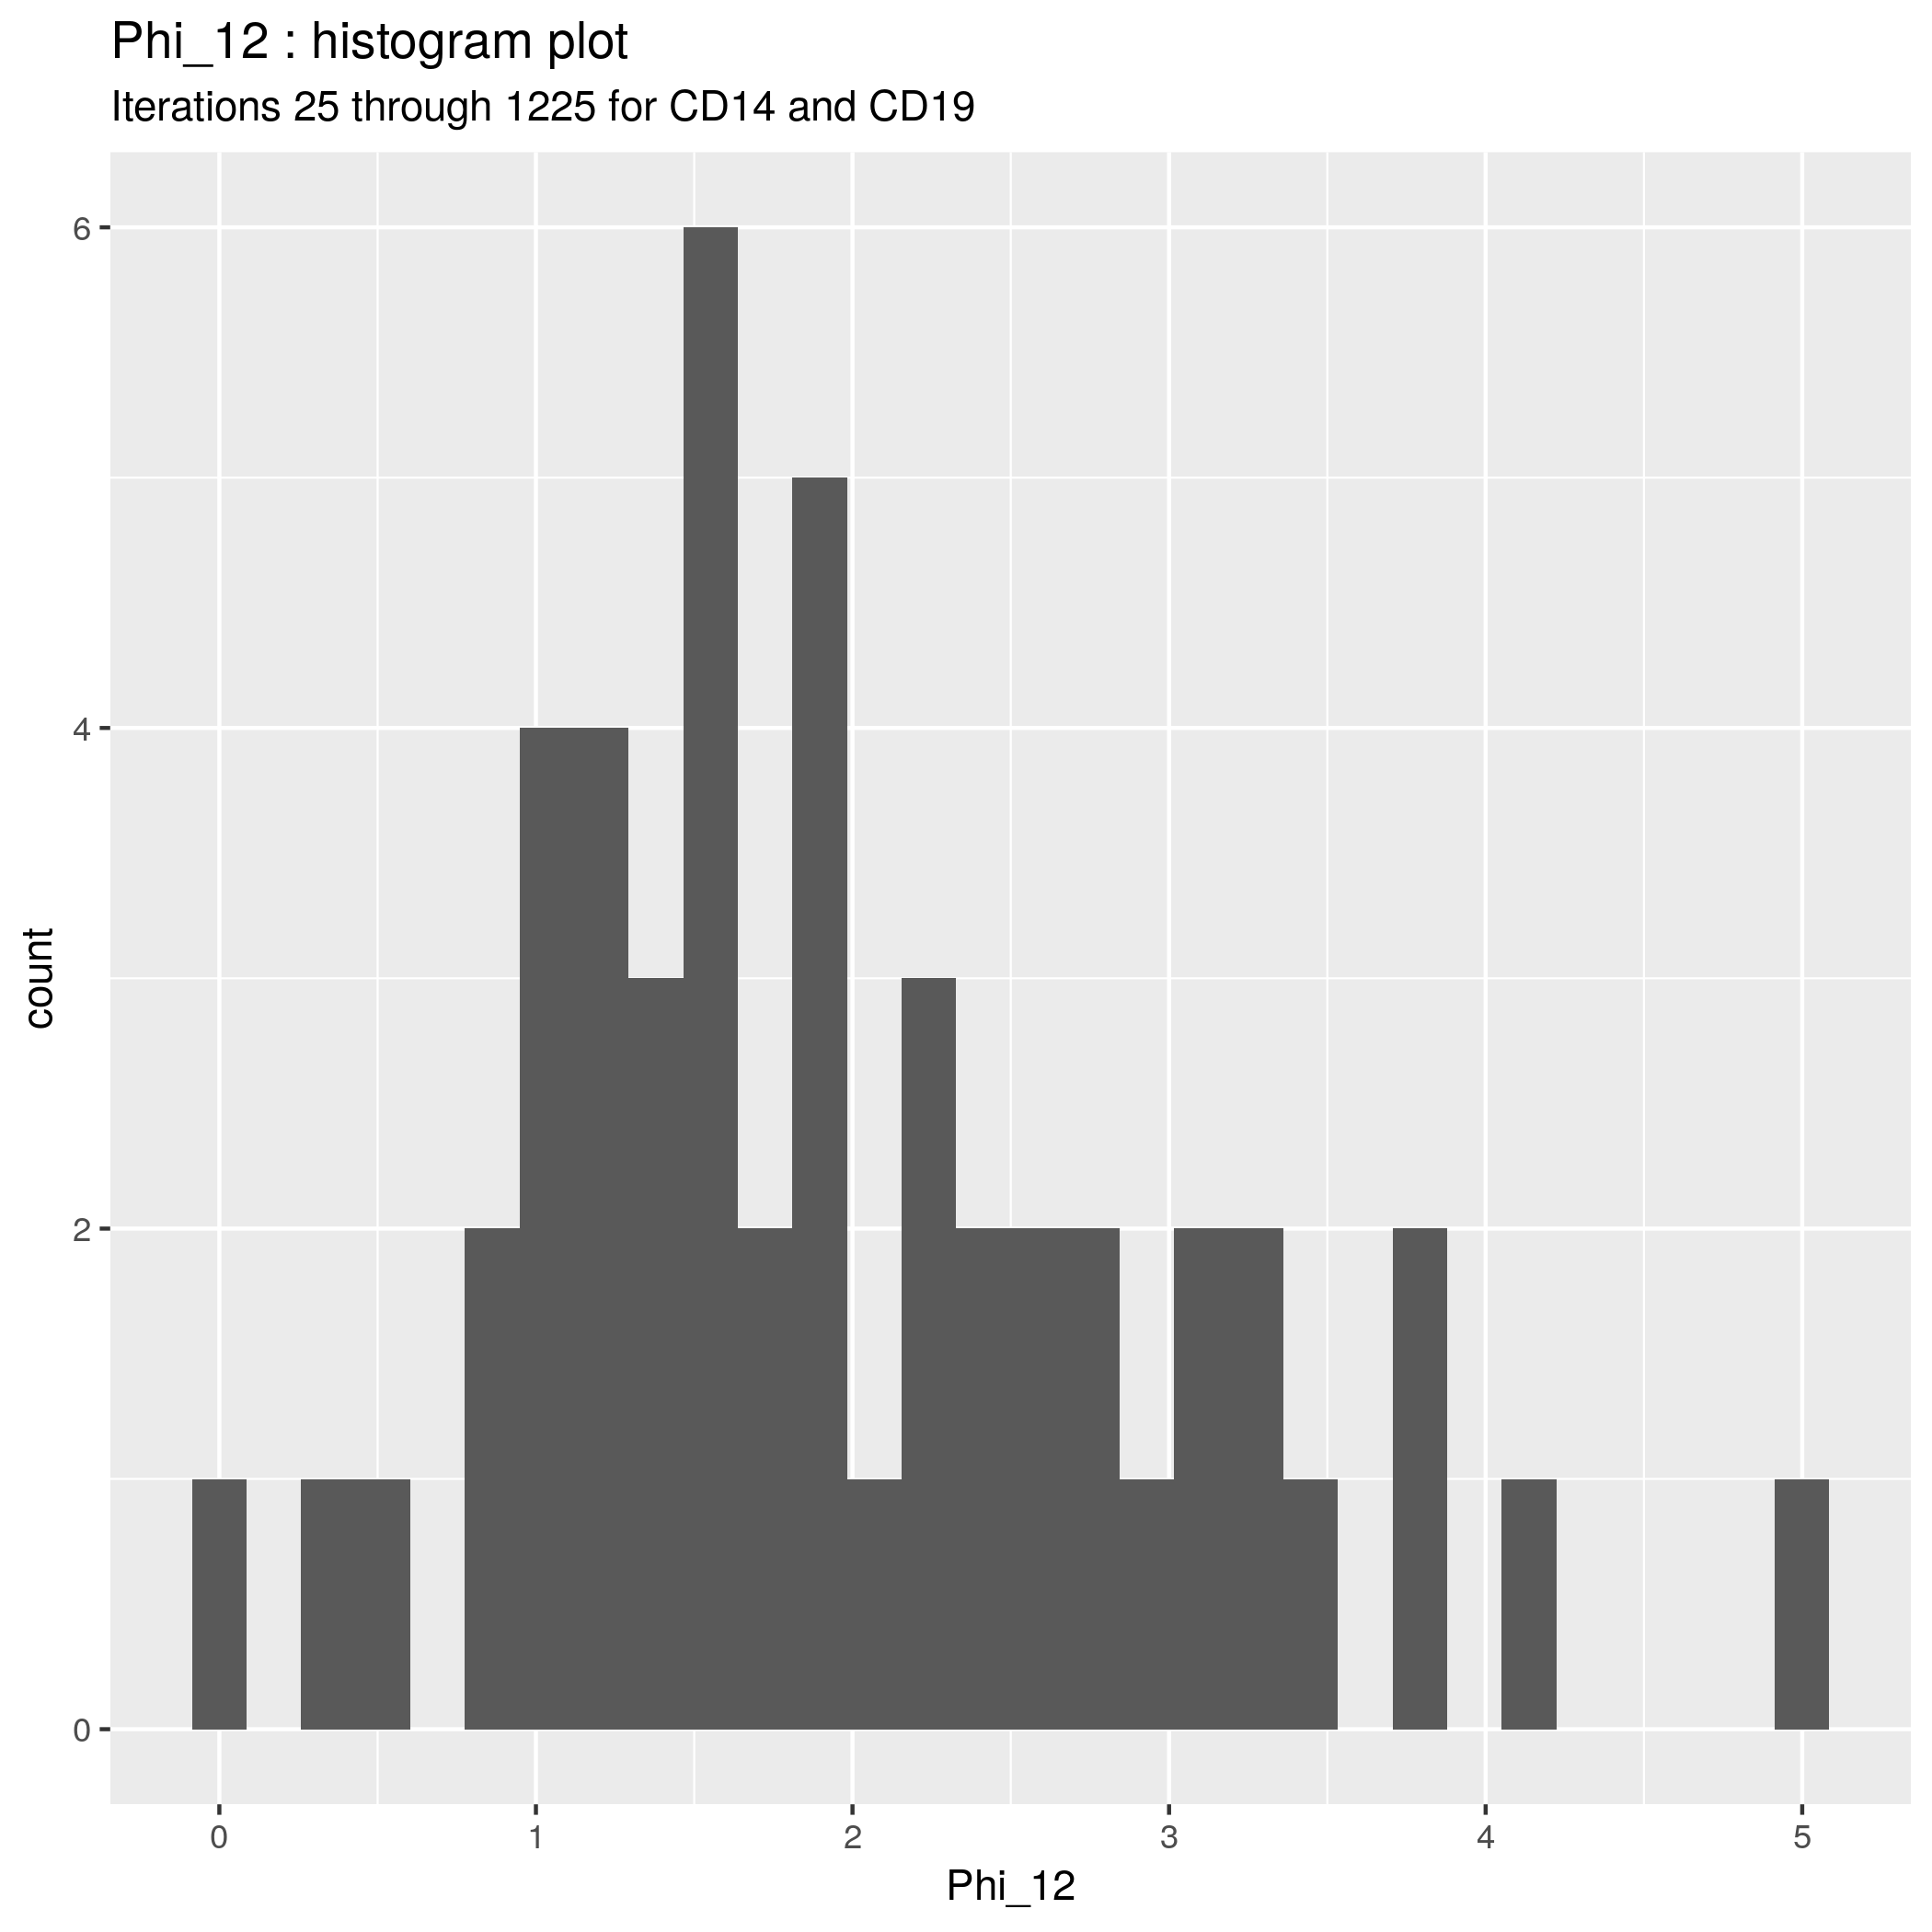 Phi_12 : histogram plot
Iterations 25 through 1225 for CD14 and CD19
6
4
2
0
count
0 1 2 3 4 5
Phi_12